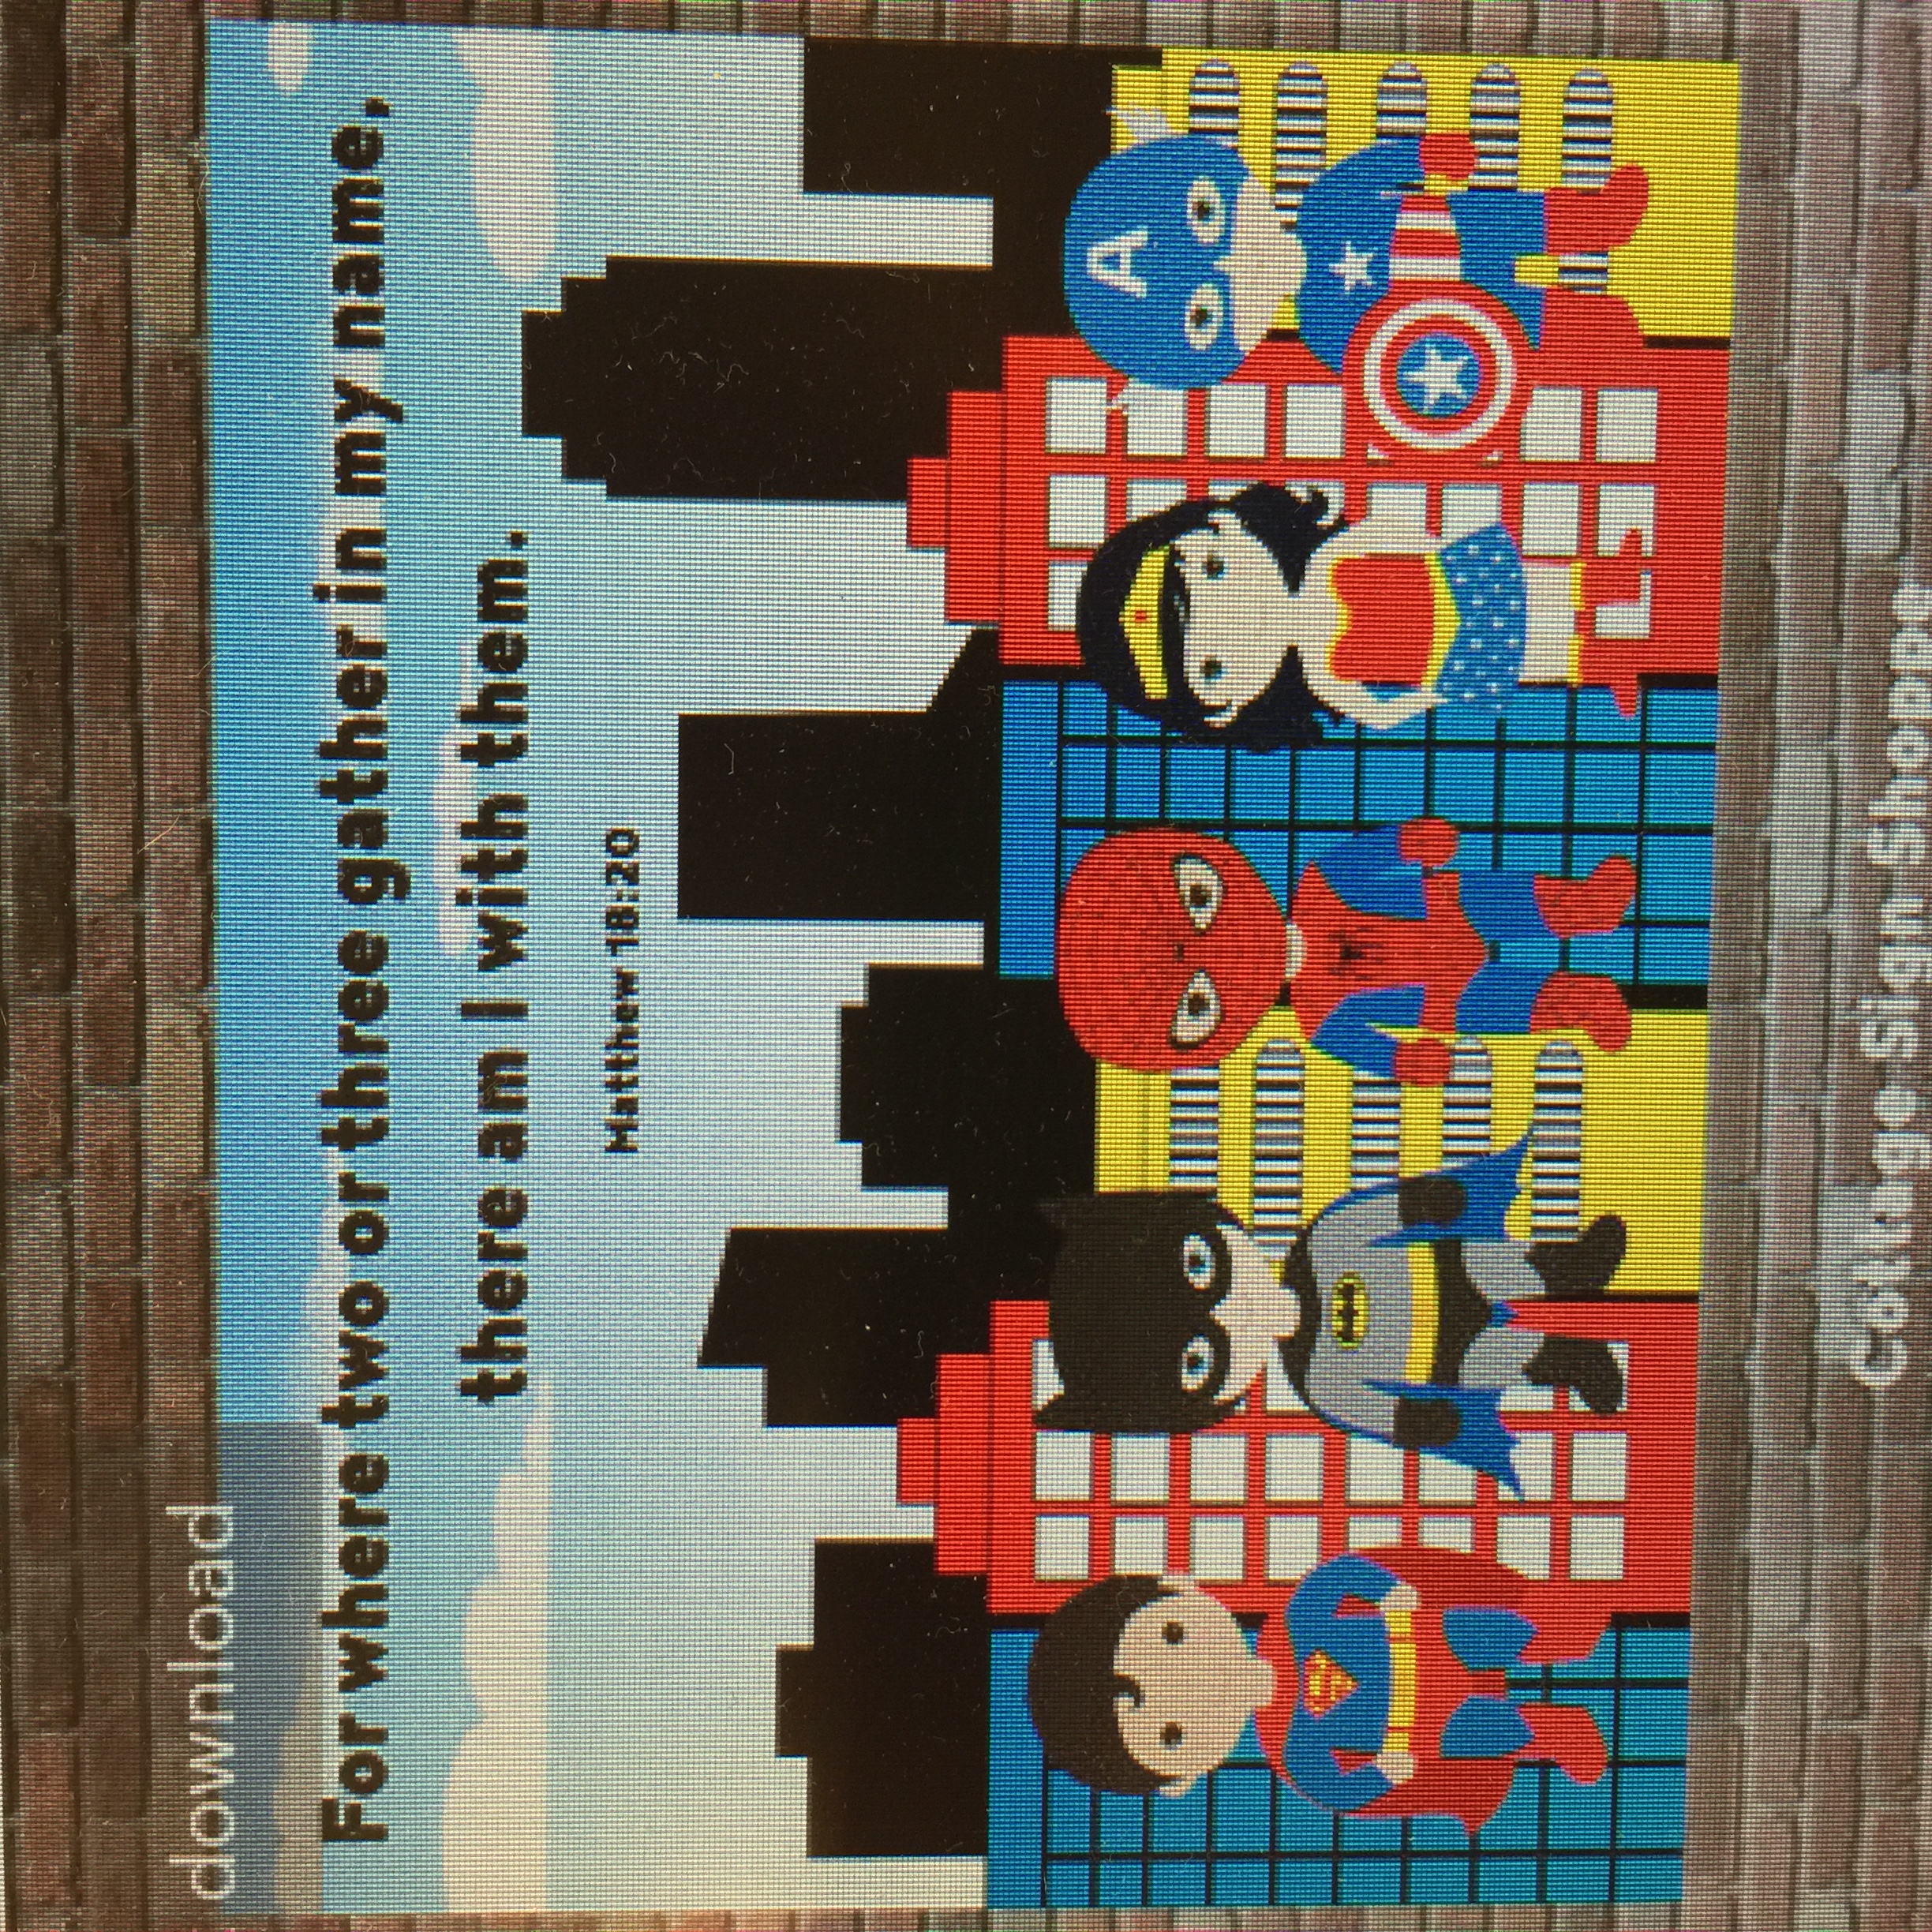 download
For where two or three gather in my name,
there am I with them.
Matthew 18:20
S
A
Cottage Sign Shoppe